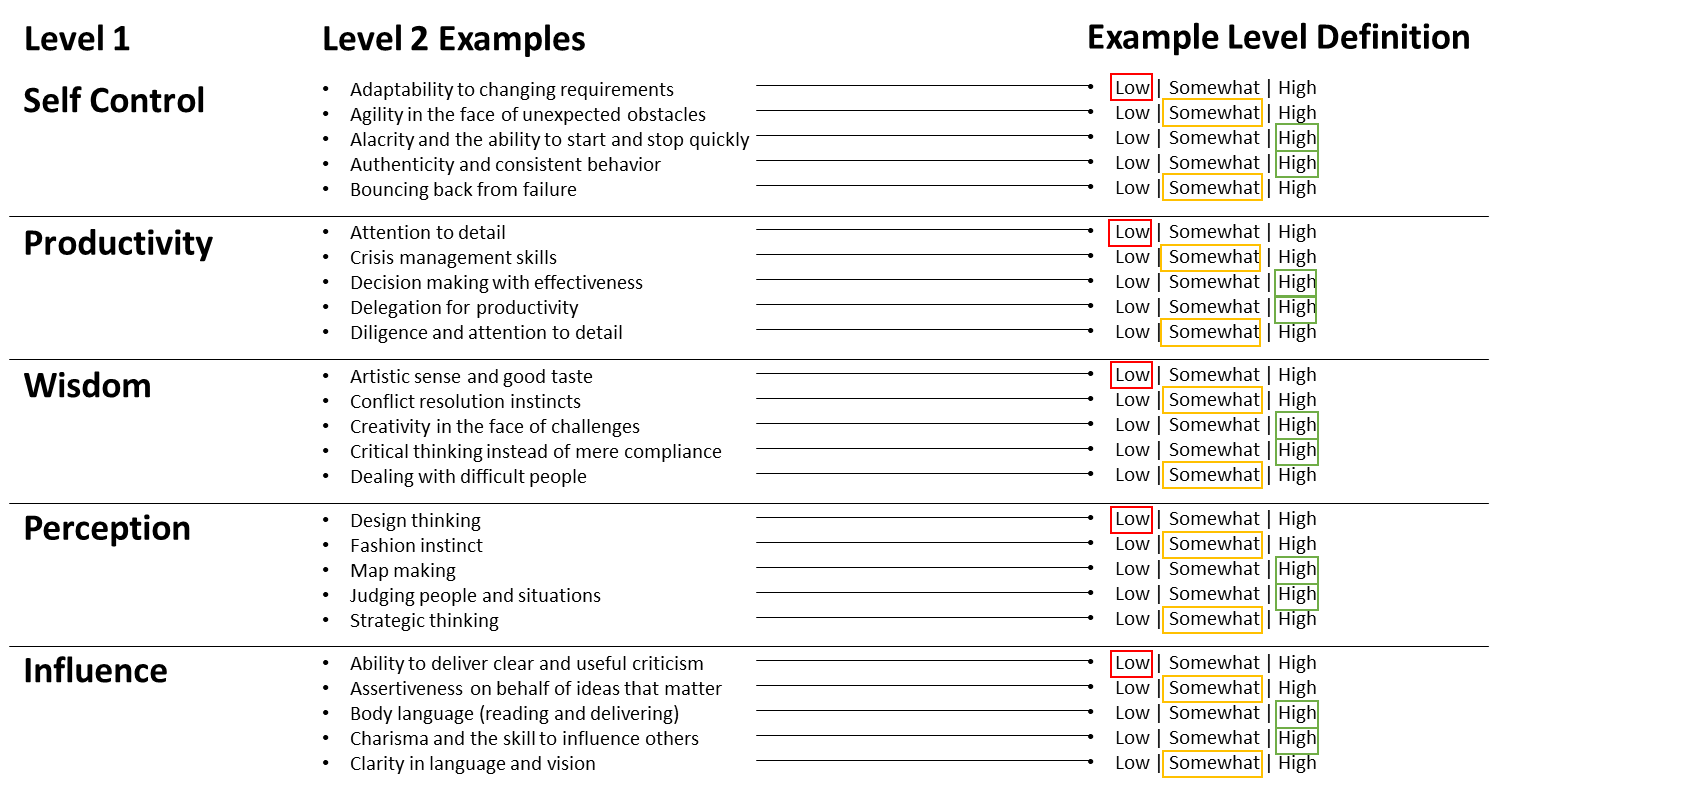 Level 1 Level 2 Examples Example Level Definition
Self Control
• Adaptability to changing requirements Low | Somewhat | High
• Agility in the face of unexpected obstacles Low | Somewhat | High
• Alacrity and the ability to start and stop quickly Low | Somewhat | High
• Authenticity and consistent behavior Low | Somewhat | High
• Bouncing back from failure Low | Somewhat | High
Productivity
• Attention to detail Low | Somewhat | High
• Crisis management skills Low | Somewhat | High
• Decision making with effectiveness Low | Somewhat | High
• Delegation for productivity Low | Somewhat | High
• Diligence and attention to detail Low | Somewhat | High
Wisdom
• Artistic sense and good taste Low | Somewhat | High
• Conflict resolution instincts Low | Somewhat | High
• Creativity in the face of challenges Low | Somewhat | High
• Critical thinking instead of mere compliance Low | Somewhat | High
• Dealing with difficult people Low | Somewhat | High
Perception
• Design thinking Low | Somewhat | High
• Fashion instinct Low | Somewhat | High
• Map making Low | Somewhat | High
• Judging people and situations Low | Somewhat | High
• Strategic thinking Low | Somewhat | High
Influence
• Ability to deliver clear and useful criticism Low | Somewhat | High
• Assertiveness on behalf of ideas that matter Low | Somewhat | High
• Body language (reading and delivering) Low | Somewhat | High
• Charisma and the skill to influence others Low | Somewhat | High
• Clarity in language and vision Low | Somewhat | High